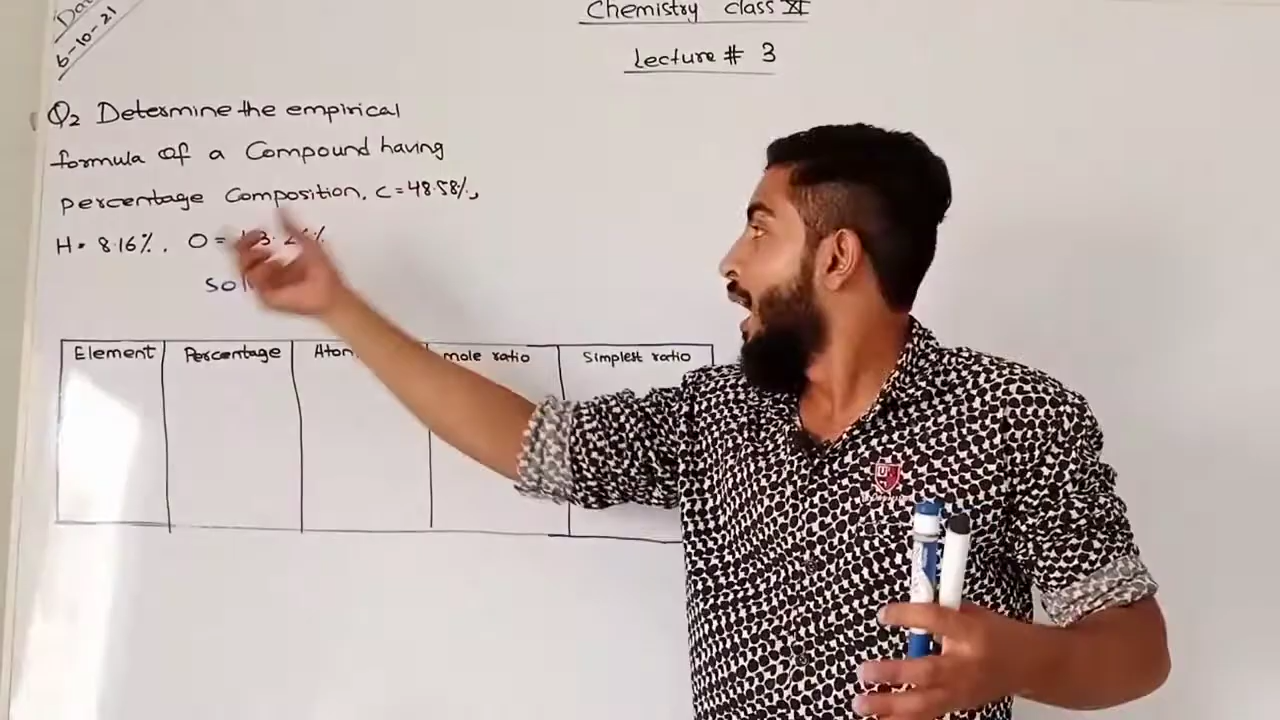 6-10-21
Chemistry class XI
Lecture # 3
Q2 Determine the empirical
formula of a Compound having
percentage Composition. C = 48.58%,
H = 8.16%. O =
Element Percentage mole ratio Simplest ratio